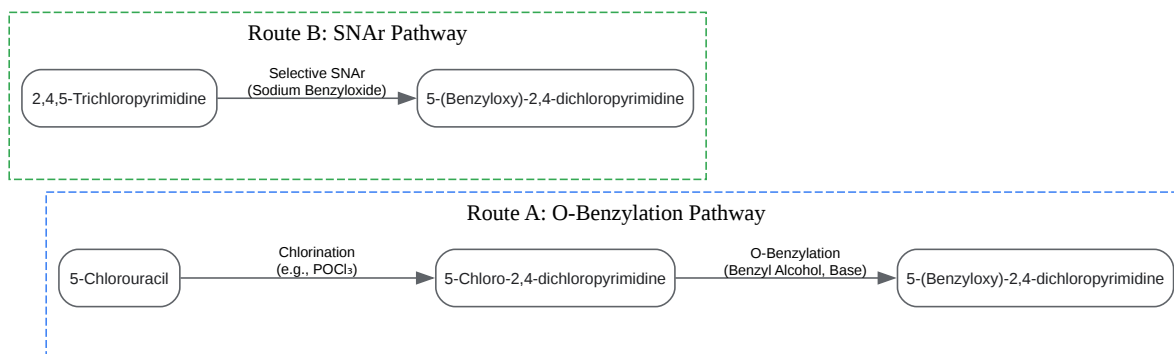 Route B: SNAr Pathway
2,4,5-Trichloropyrimidine
Selective SNAr
(Sodium Benzyloxide)
5-(Benzyloxy)-2,4-dichloropyrimidine
Route A: O-Benzylation Pathway
5-Chlorouracil
Chlorination
(e.g., POCl₃)
5-Chloro-2,4-dichloropyrimidine
O-Benzylation
(Benzyl Alcohol, Base)
5-(Benzyloxy)-2,4-dichloropyrimidine